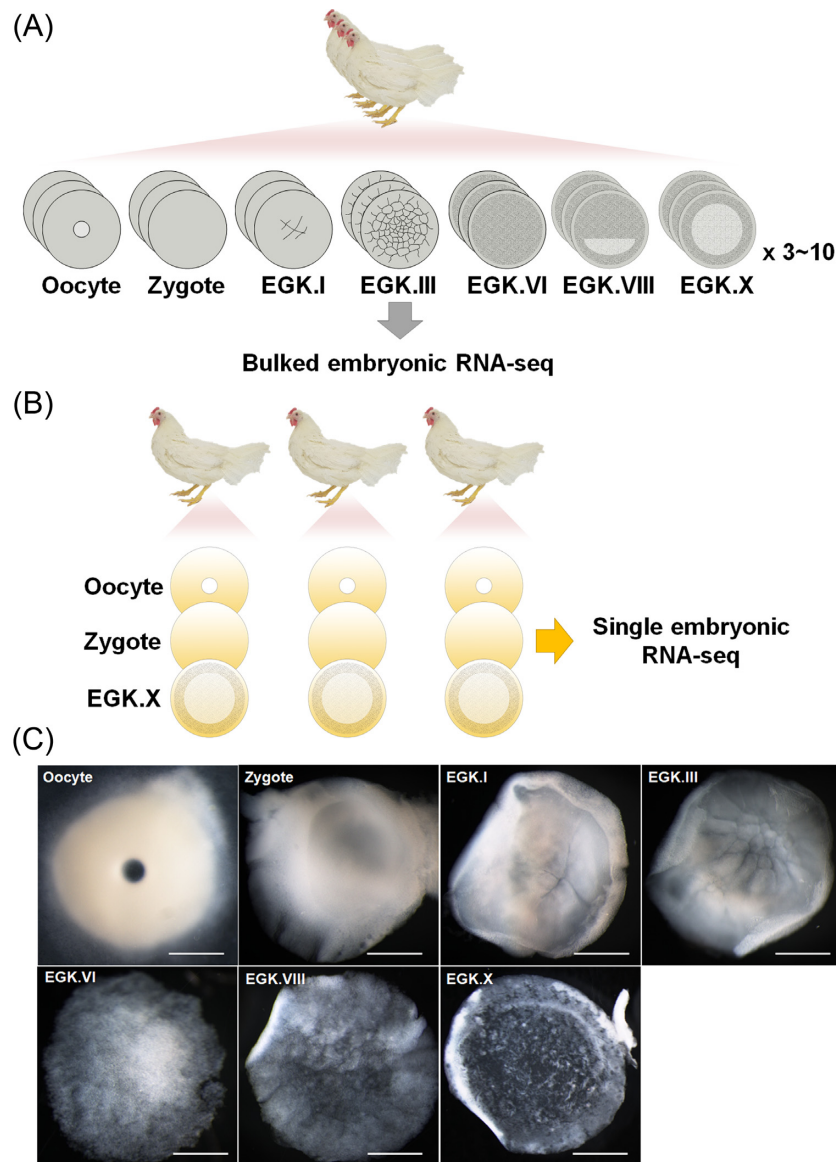 (A)
Oocyte Zygote EGK.I EGK.III EGK.VI EGK.VIII EGK.X x 3~10
Bulked embryonic RNA-seq
(B)
Oocyte
Zygote
EGK.X
Single embryonic
RNA-seq
(C)
Oocyte Zygote EGK.I EGK.III
EGK.VI EGK.VIII EGK.X